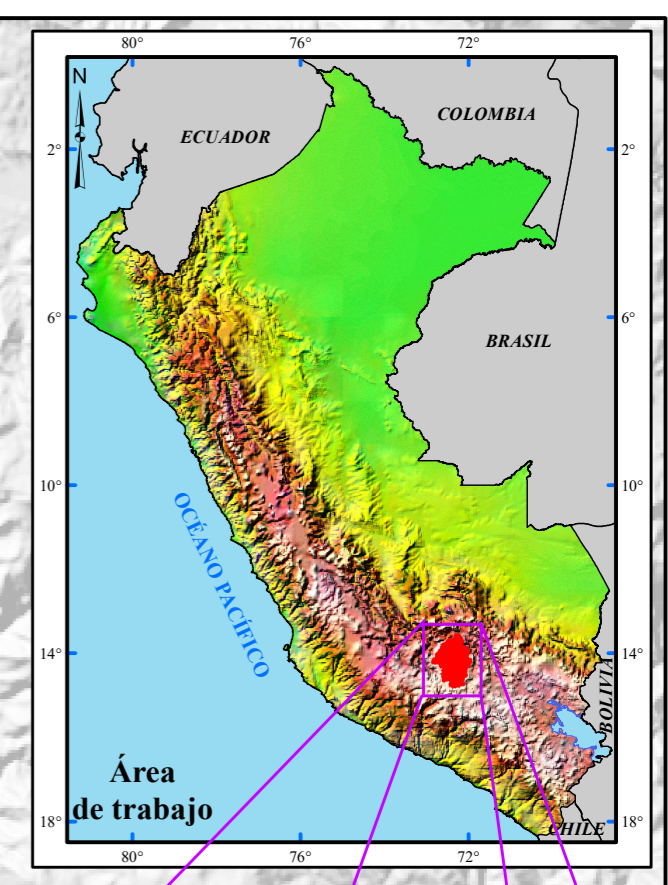 80° 76° 72°
N
COLOMBIA
ECUADOR
2° 2°
6° 6°
BRASIL
10° 10°
OCÉANO PACÍFICO
14° 14°
BOLIVIA
Área
de trabajo
18° 18°
CHILE
80° 76° 72°